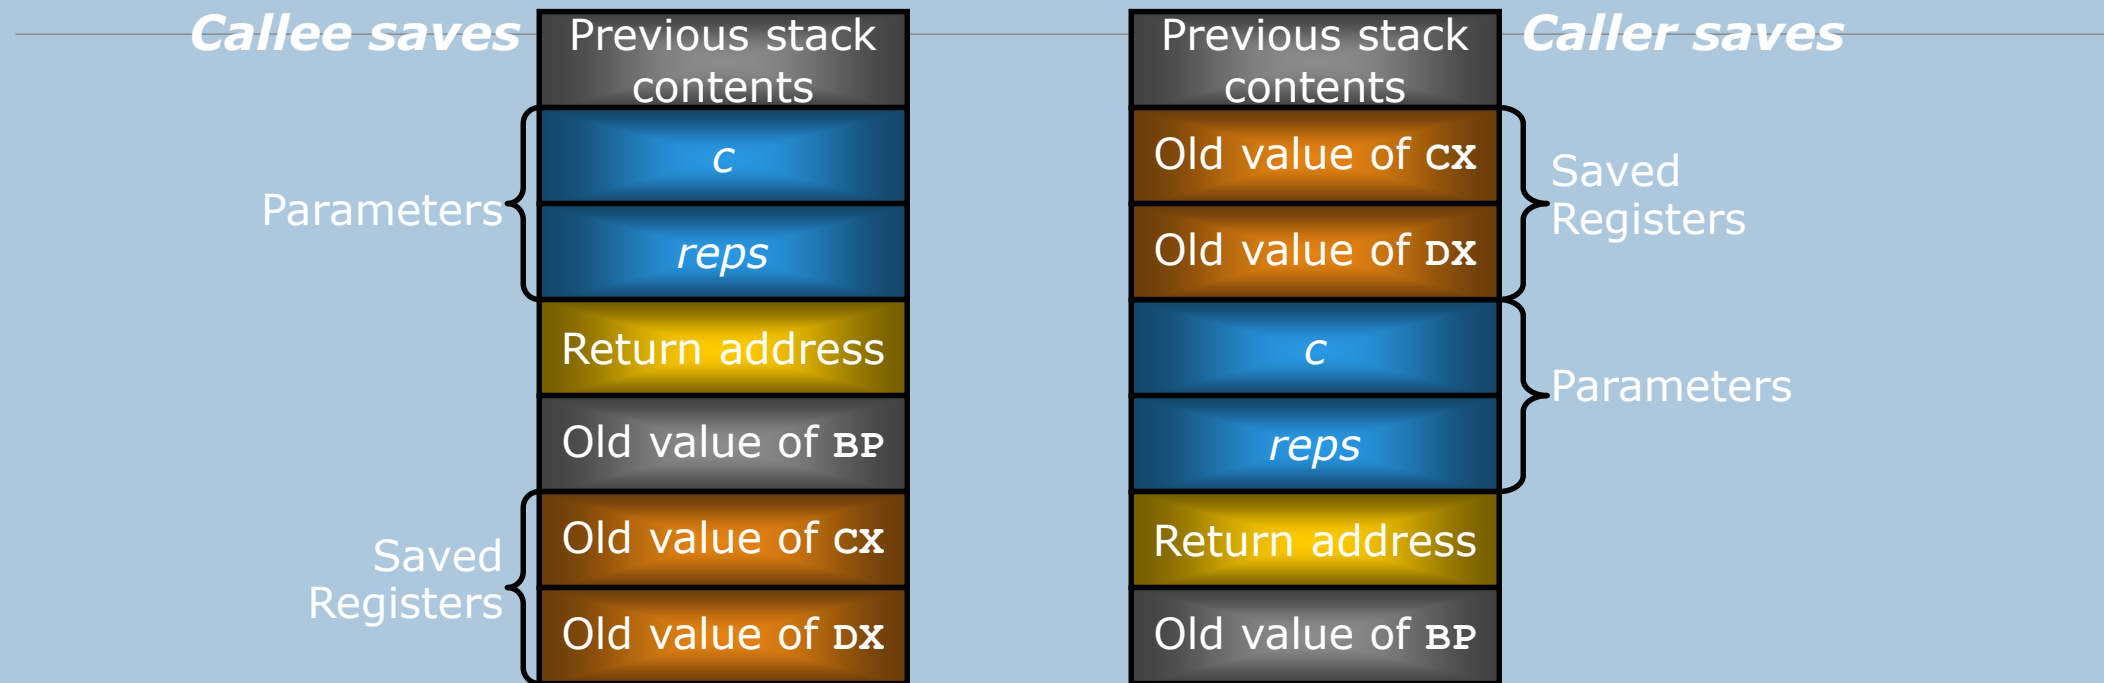 Callee saves
Previous stack
contents
Parameters
c
reps
Return address
Old value of BP
Saved
Registers
Old value of CX
Old value of DX
Caller saves
Previous stack
contents
Old value of CX
Old value of DX
Saved
Registers
c
reps
Parameters
Return address
Old value of BP